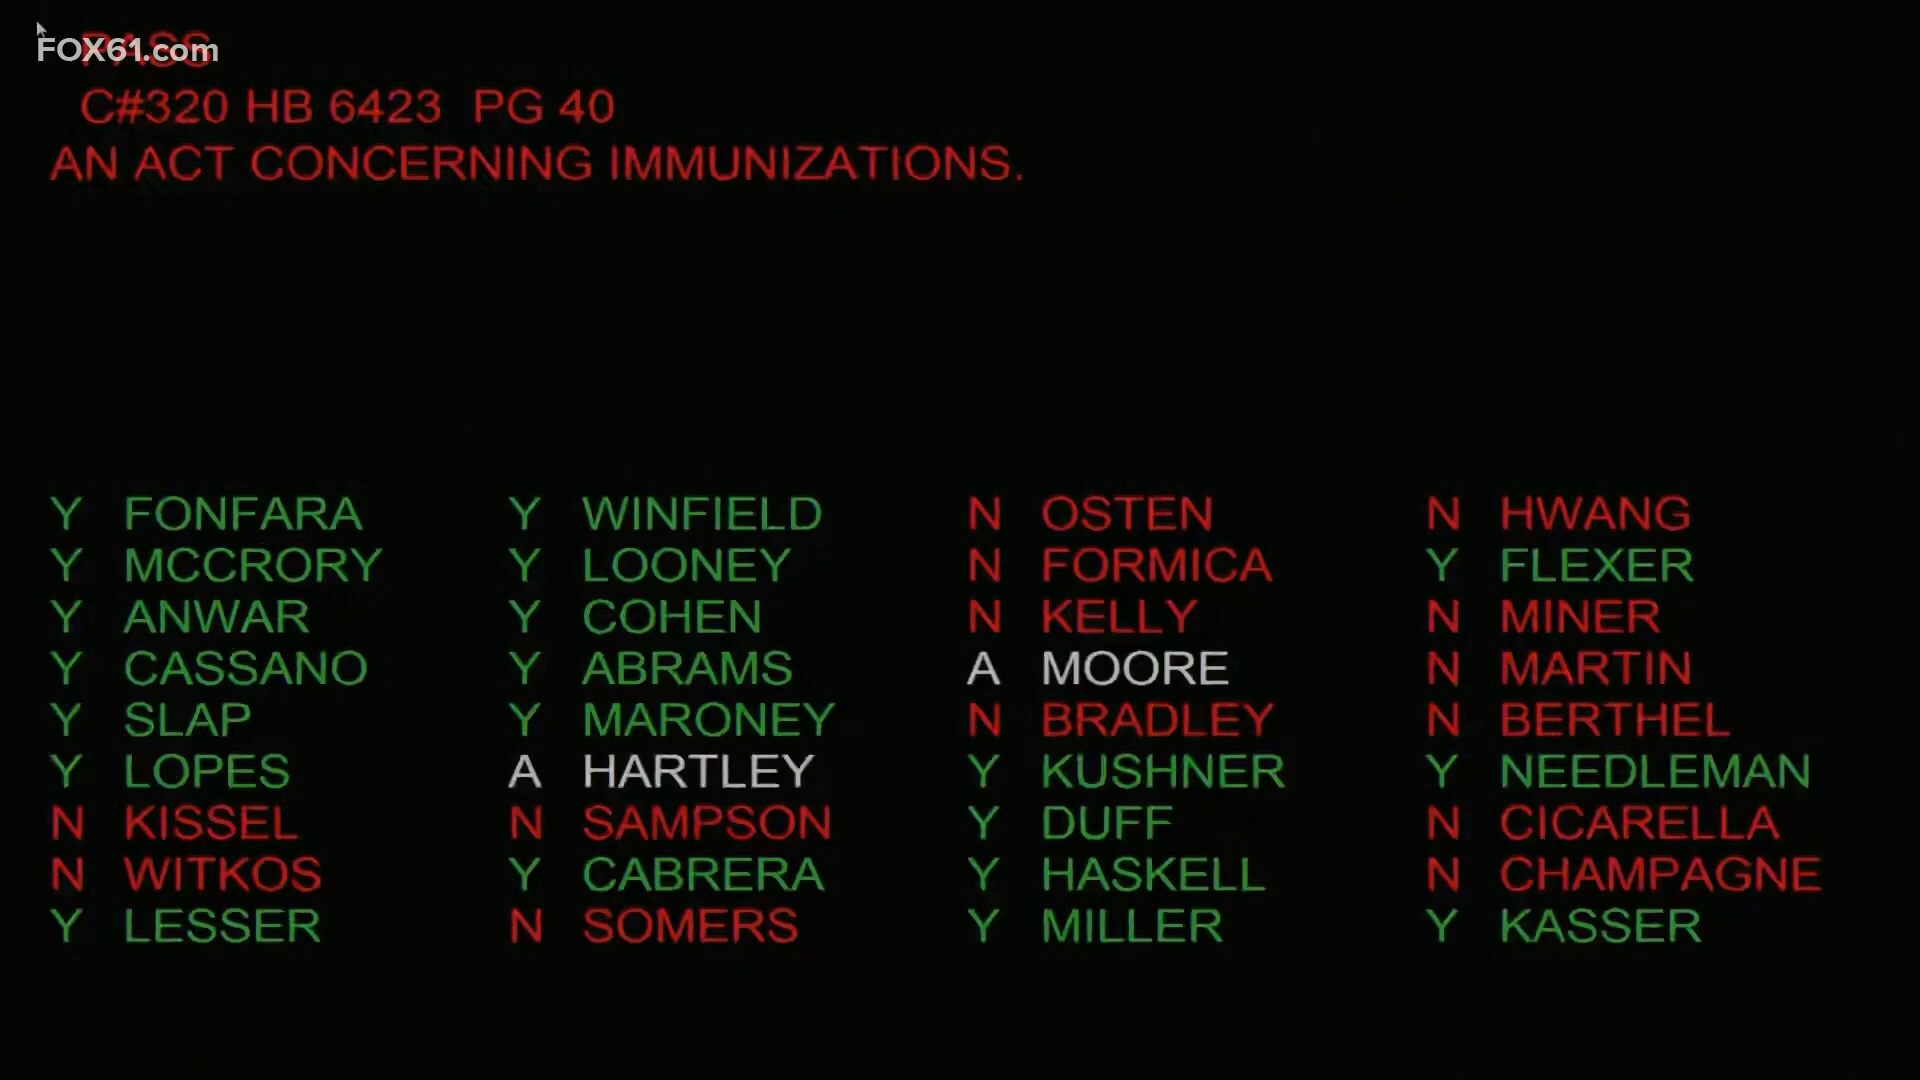 FOX61.com
PASS
C#320 HB 6423 PG 40
AN ACT CONCERNING IMMUNIZATIONS.
Y FONFARA Y WINFIELD N OSTEN N HWANG
Y MCCRORY Y LOONEY N FORMICA Y FLEXER
Y ANWAR Y COHEN N KELLY N MINER
Y CASSANO Y ABRAMS A MOORE N MARTIN
Y SLAP Y MARONEY N BRADLEY N BERTHEL
Y LOPES A HARTLEY Y KUSHNER Y NEEDLEMAN
N KISSEL N SAMPSON Y DUFF N CICARELLA
N WITKOS Y CABRERA Y HASKELL N CHAMPAGNE
Y LESSER N SOMERS Y MILLER Y KASSER